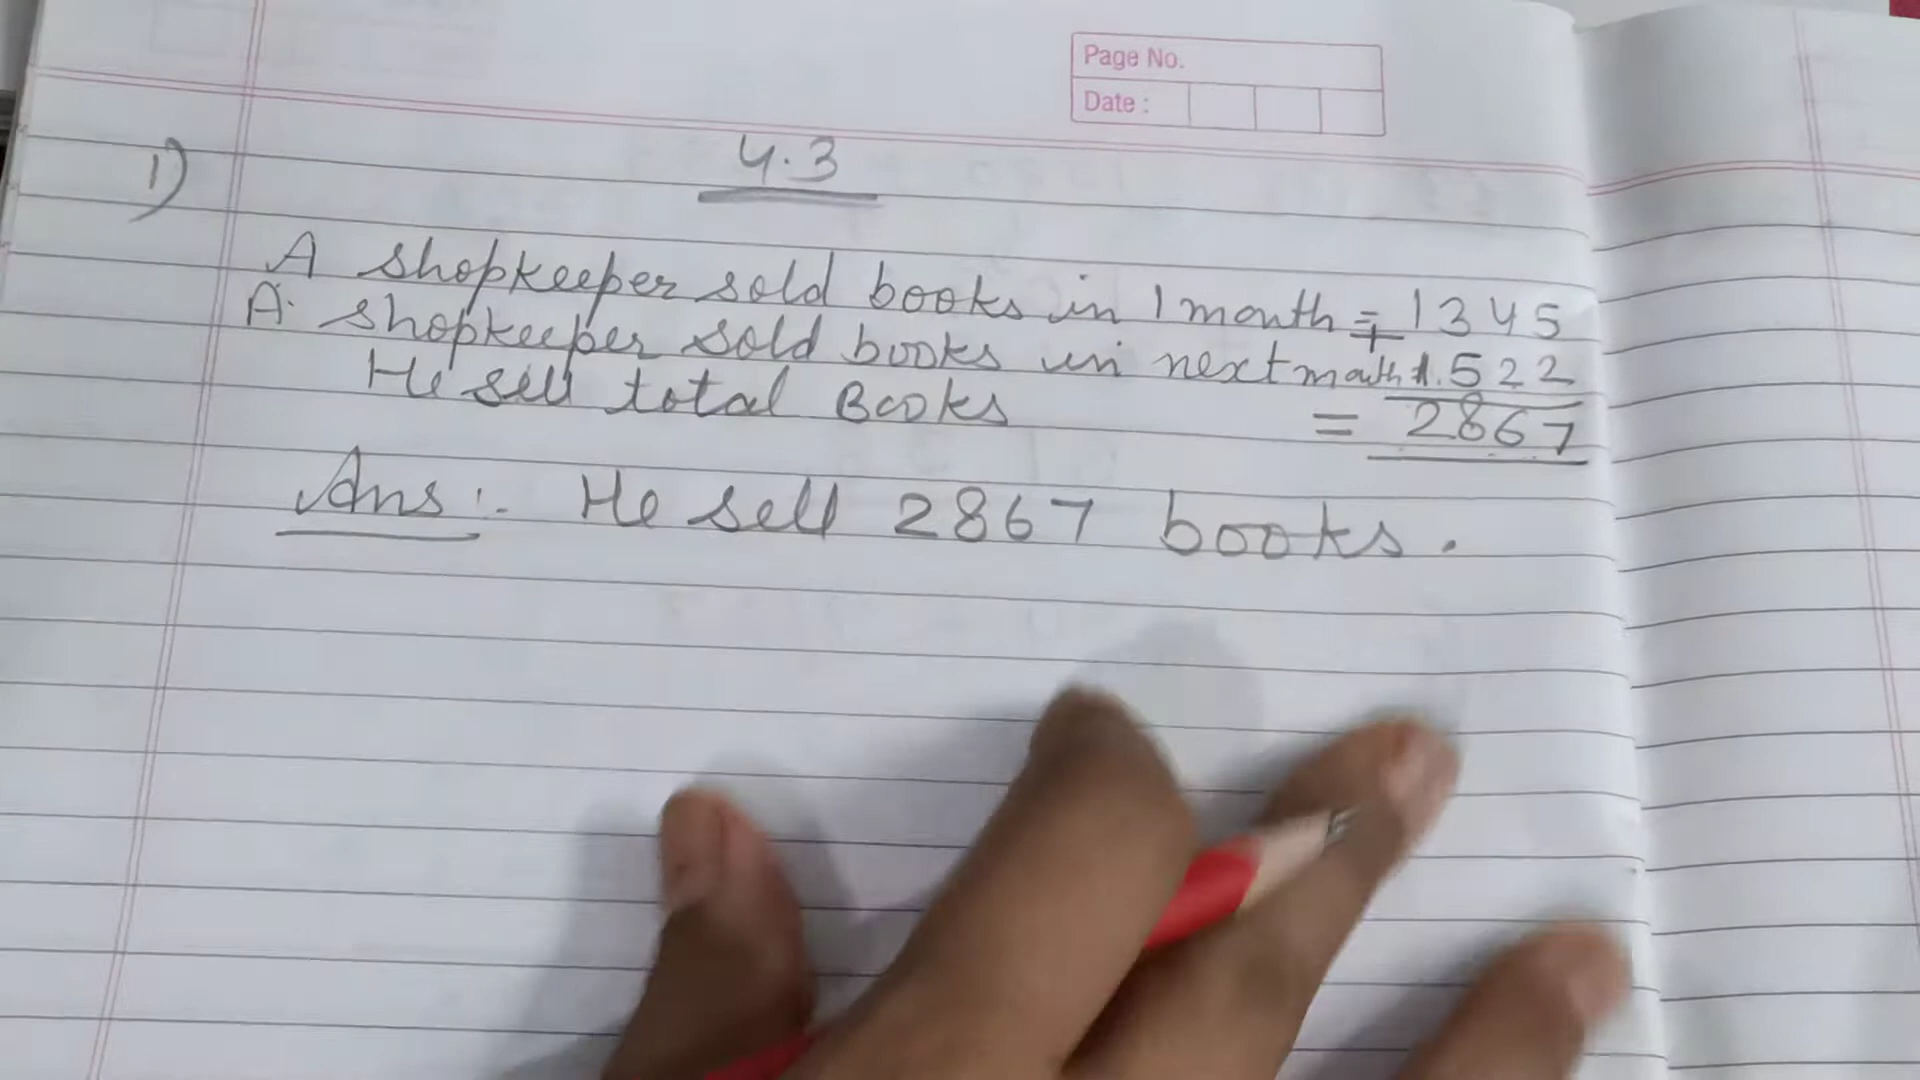 Page No.
Date :
4.3
1)
A shopkeeper sold books in 1 month = 1345
A. shopkeeper sold books in next month + 1522
He sell total Books = 2867
Ans :- He sell 2867 books.